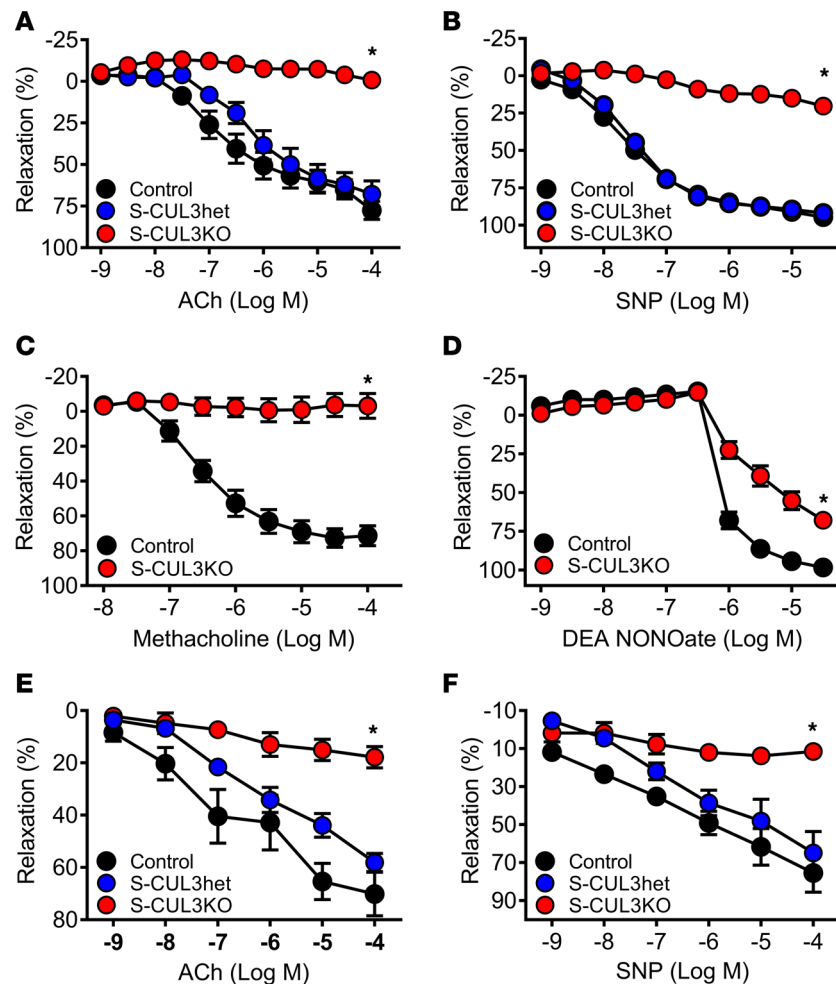 A
-25
0
25
50
75
100
Relaxation (%)
*
Control
S-CUL3het
S-CUL3KO
-9 -8 -7 -6 -5 -4
ACh (Log M)
B
-25
0
25
50
75
100
Relaxation (%)
*
Control
S-CUL3het
S-CUL3KO
-9 -8 -7 -6 -5
SNP (Log M)
C
-20
0
20
40
60
80
100
Relaxation (%)
*
Control
S-CUL3KO
-8 -7 -6 -5 -4
Methacholine (Log M)
D
-25
0
25
50
75
100
Relaxation (%)
*
Control
S-CUL3KO
-9 -8 -7 -6 -5
DEA NONOate (Log M)
E
0
20
40
60
80
Relaxation (%)
*
Control
S-CUL3het
S-CUL3KO
-9 -8 -7 -6 -5 -4
ACh (Log M)
F
-10
10
30
50
70
90
Relaxation (%)
*
Control
S-CUL3het
S-CUL3KO
-9 -8 -7 -6 -5 -4
SNP (Log M)